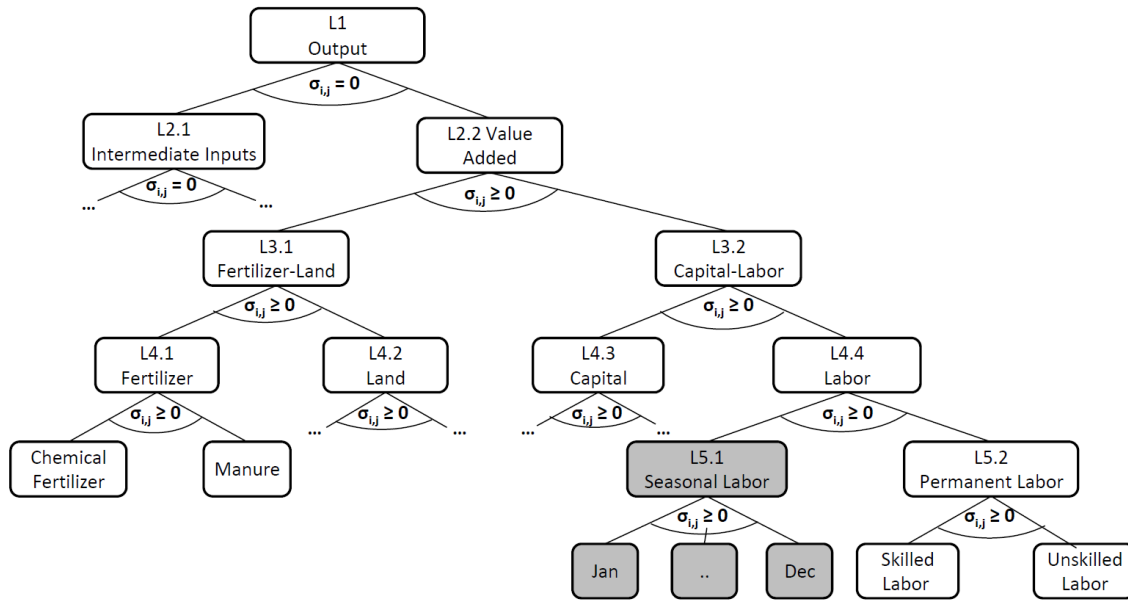 L1
Output
σi,j = 0
L2.1
Intermediate Inputs
L2.2 Value
Added
σi,j = 0
...
...
σi,j ≥ 0
L3.1
Fertilizer-Land
L3.2
Capital-Labor
σi,j ≥ 0
σi,j ≥ 0
L4.1
Fertilizer
L4.2
Land
L4.3
Capital
L4.4
Labor
σi,j ≥ 0
...
σi,j ≥ 0
...
...
σi,j ≥ 0
...
σi,j ≥ 0
Chemical
Fertilizer
Manure
L5.1
Seasonal Labor
L5.2
Permanent Labor
σi,j ≥ 0
σi,j ≥ 0
Jan
..
Dec
Skilled
Labor
Unskilled
Labor